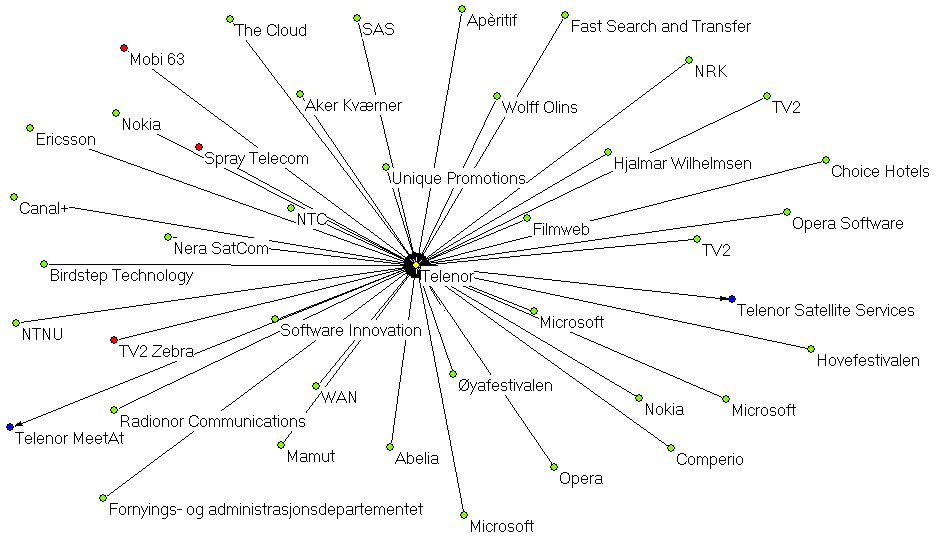 The Cloud
SAS
Apèritif
Fast Search and Transfer
Mobi 63
NRK
Aker Kværner
Wolff Olins
TV2
Nokia
Ericsson
Spray Telecom
Hjalmar Wilhelmsen
Choice Hotels
Unique Promotions
Canal+
NTC
Filmweb
Opera Software
Nera SatCom
TV2
Birdstep Technology
Telenor
Telenor Satellite Services
Software Innovation
Microsoft
NTNU
TV2 Zebra
Hovefestivalen
Øyafestivalen
WAN
Nokia
Microsoft
Radionor Communications
Telenor MeetAt
Mamut
Abelia
Comperio
Opera
Fornyings- og administrasjonsdepartementet
Microsoft